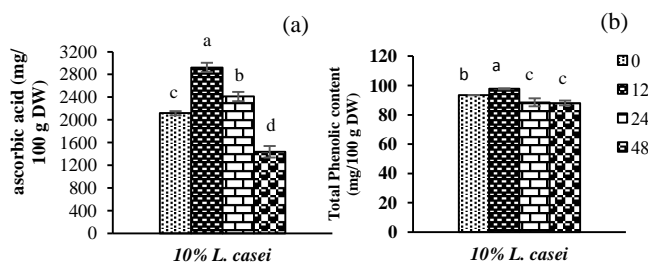 (a)
ascorbic acid (mg/
100 g DW)
3200
2800
2400
2000
1600
1200
800
400
0
c
a
b
d
10% L. casei
(b)
Total Phenolic content
(mg/100 g DW)
120
100
80
60
40
20
0
b
a
c
c
10% L. casei
0
12
24
48